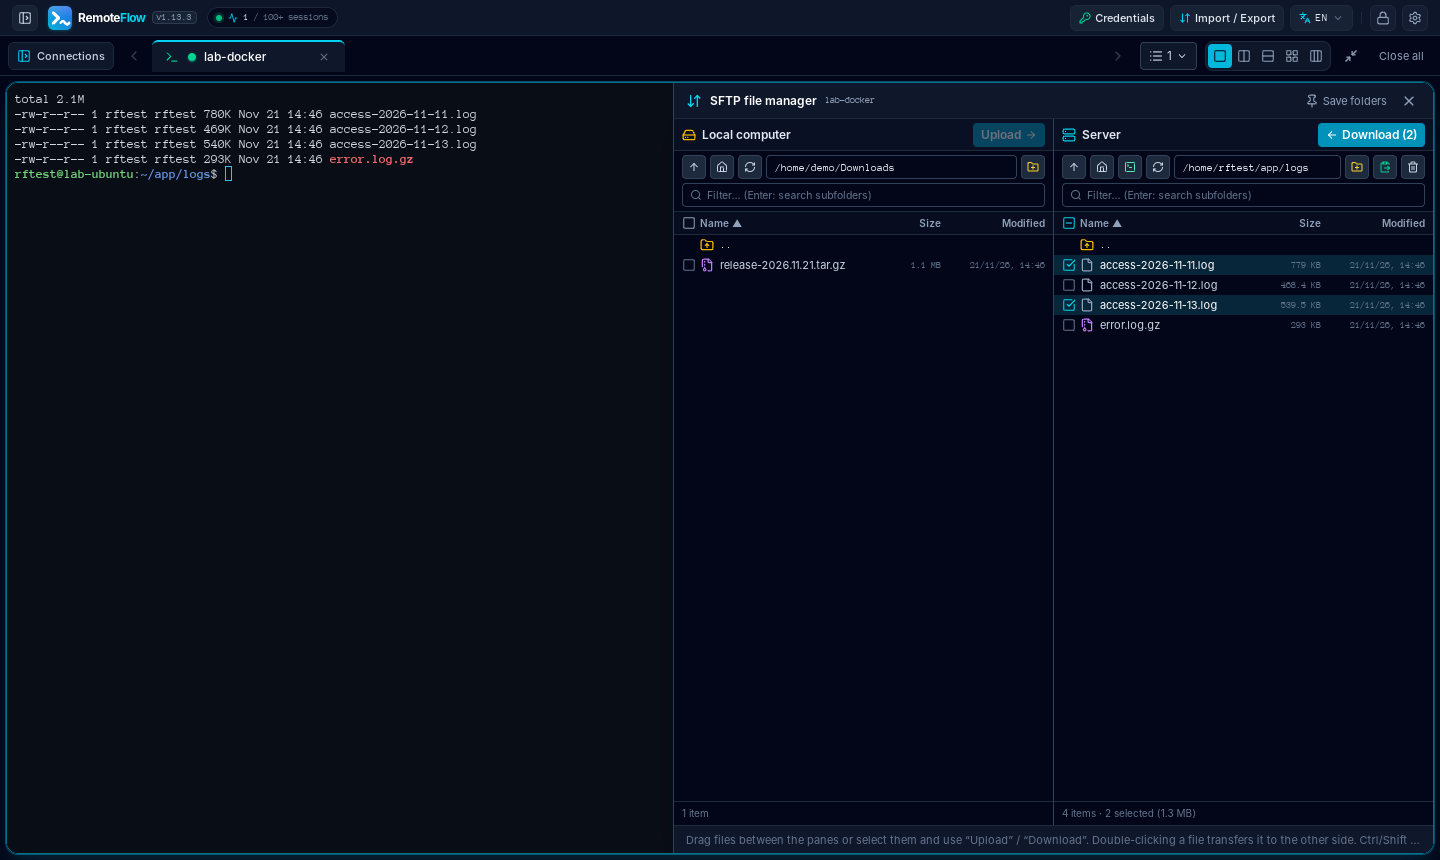 RemoteFlow v1.13.3 1 / 100+ sessions Credentials Import / Export EN
Connections lab-docker 1 Close all
total 2.1M
-rw-r--r-- 1 rftest rftest 780K Nov 21 14:46 access-2026-11-11.log
-rw-r--r-- 1 rftest rftest 469K Nov 21 14:46 access-2026-11-12.log
-rw-r--r-- 1 rftest rftest 540K Nov 21 14:46 access-2026-11-13.log
-rw-r--r-- 1 rftest rftest 293K Nov 21 14:46 error.log.gz
rftest@lab-ubuntu:~/app/logs$
SFTP file manager lab-docker Save folders
Local computer Upload →
/home/demo/Downloads
Filter... (Enter: search subfolders)
Name ▲ Size Modified
..
release-2026.11.21.tar.gz 1.1 MB 21/11/26, 14:46
1 item
Server ← Download (2)
/home/rftest/app/logs
Filter... (Enter: search subfolders)
Name ▲ Size Modified
..
access-2026-11-11.log 779 KB 21/11/26, 14:46
access-2026-11-12.log 468.4 KB 21/11/26, 14:46
access-2026-11-13.log 539.5 KB 21/11/26, 14:46
error.log.gz 293 KB 21/11/26, 14:46
4 items · 2 selected (1.3 MB)
Drag files between the panes or select them and use “Upload” / “Download”. Double-clicking a file transfers it to the other side. Ctrl/Shift ...